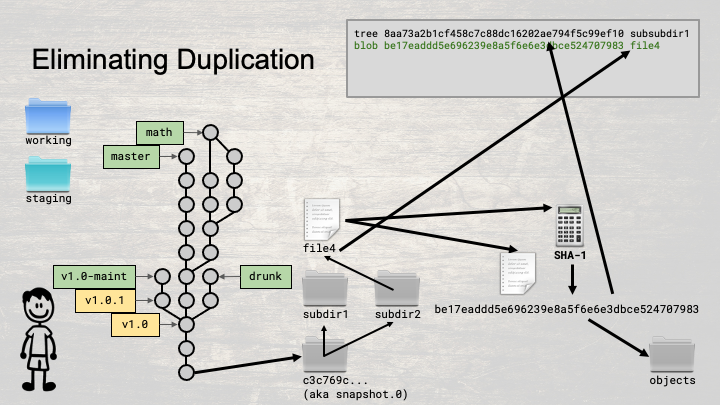 tree 8aa73a2b1cf458c7c88dc16202ae794f5c99ef10 subsubdir1
blob be17eaddd5e696239e8a5f6e6e3dbce524707983 file4
Eliminating Duplication
working
staging
math
master
file4
SHA-1
v1.0-maint
drunk
v1.0.1
v1.0
subdir1
subdir2
be17eaddd5e696239e8a5f6e6e3dbce524707983
c3c769c...
(aka snapshot.0)
objects